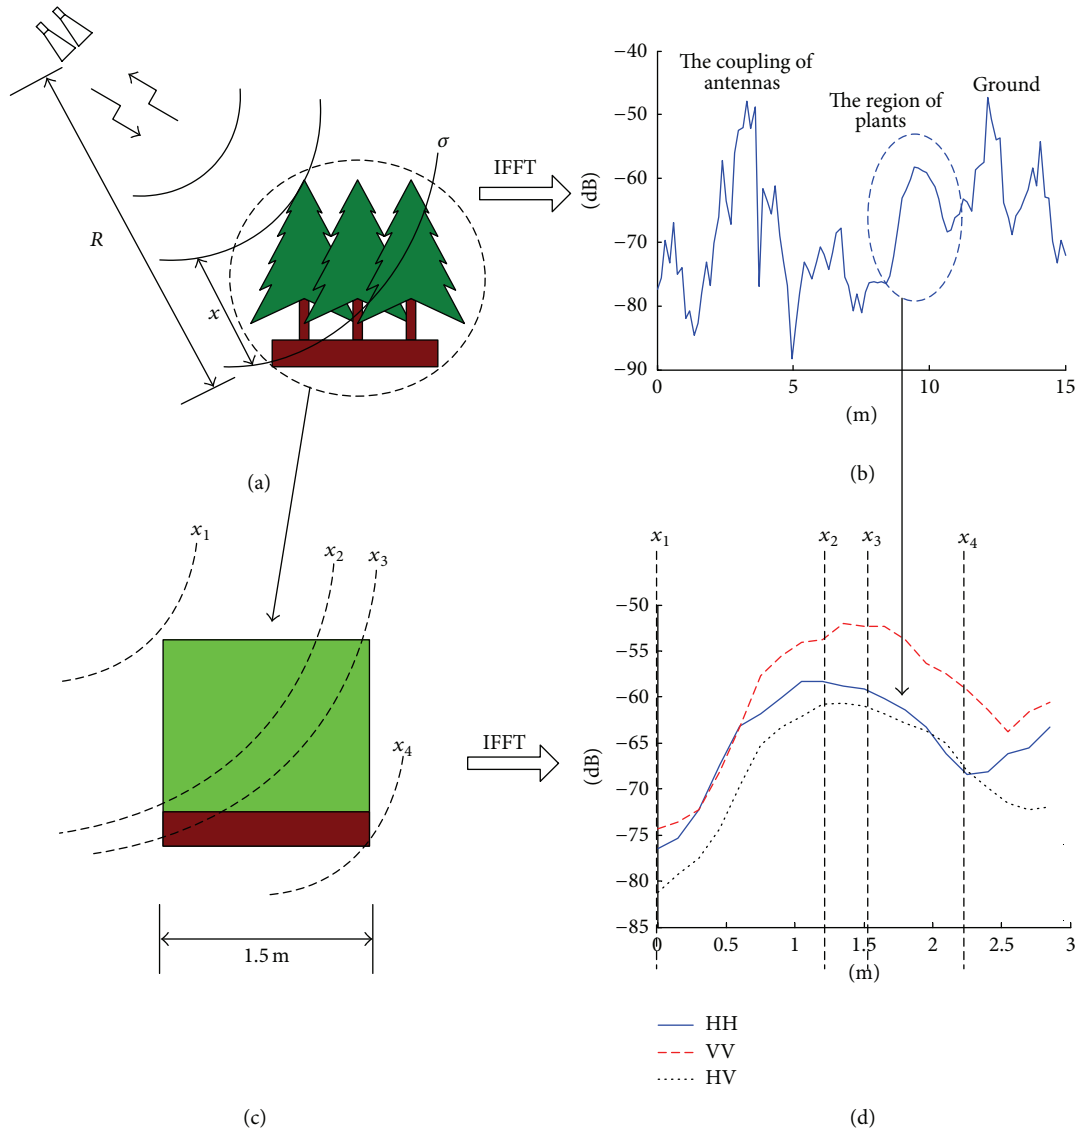 R
x
σ
IFFT
(a)
The coupling of
antennas
The region of
plants
Ground
−40
−50
−60
−70
−80
−90
(dB)
0
5
10
15
(m)
(b)
x1
x2
x3
x4
1.5 m
IFFT
(c)
x1
x2
x3
x4
−50
−55
−60
−65
−70
−75
−80
−85
(dB)
0
0.5
1
1.5
2
2.5
3
(m)
HH
VV
HV
(d)